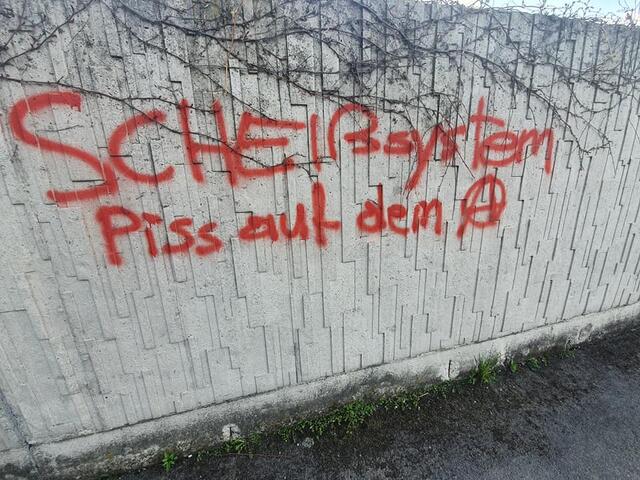 SCHEIßsystem
Piss auf dem Ⓐ